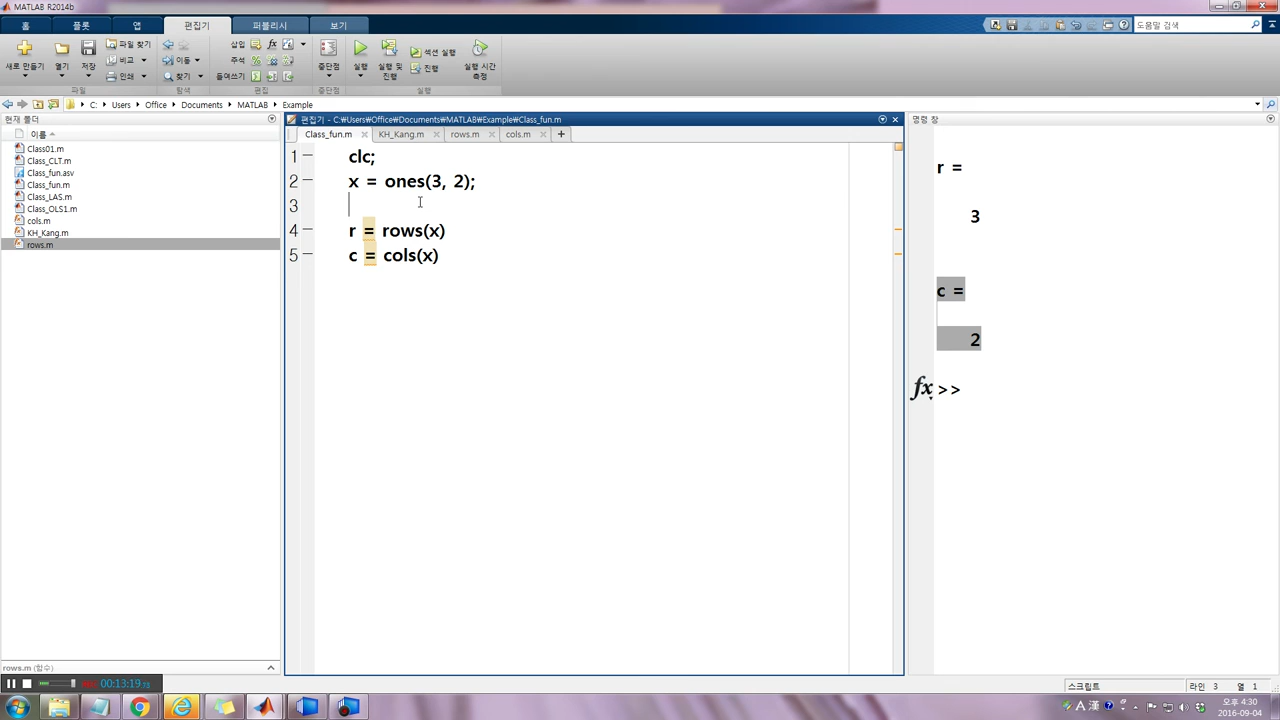 MATLAB R2014b
홈
플롯
앱
편집기
퍼블리시
보기
도움말 검색
새로 만들기
열기
저장
파일 찾기
비교
인쇄
이동
찾기
삽입
주석
들여쓰기
fx
중단점
실행
실행 및 진행
섹션 실행
진행
실행 시간 측정
파일
탐색
편집
중단점
실행
C: Users Office Documents MATLAB Example
현재 폴더
이름
Class01.m
Class_CLT.m
Class_fun.asv
Class_fun.m
Class_LAS.m
Class_OLS1.m
cols.m
KH_Kang.m
rows.m
rows.m (함수)
편집기 - C:₩Users₩Office₩Documents₩MATLAB₩Example₩Class_fun.m
Class_fun.m
KH_Kang.m
rows.m
cols.m
1 clc;
2 x = ones(3, 2);
3
4 r = rows(x)
5 c = cols(x)
명령 창
r =
3
c =
2
fx >>
스크립트
라인 3 열 1
A 漢
오후 4:30
2016-09-04